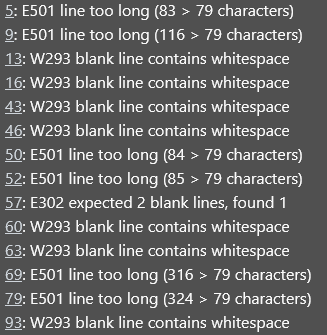 5: E501 line too long (83 > 79 characters)
9: E501 line too long (116 > 79 characters)
13: W293 blank line contains whitespace
16: W293 blank line contains whitespace
43: W293 blank line contains whitespace
46: W293 blank line contains whitespace
50: E501 line too long (84 > 79 characters)
52: E501 line too long (85 > 79 characters)
57: E302 expected 2 blank lines, found 1
60: W293 blank line contains whitespace
63: W293 blank line contains whitespace
69: E501 line too long (316 > 79 characters)
79: E501 line too long (324 > 79 characters)
93: W293 blank line contains whitespace